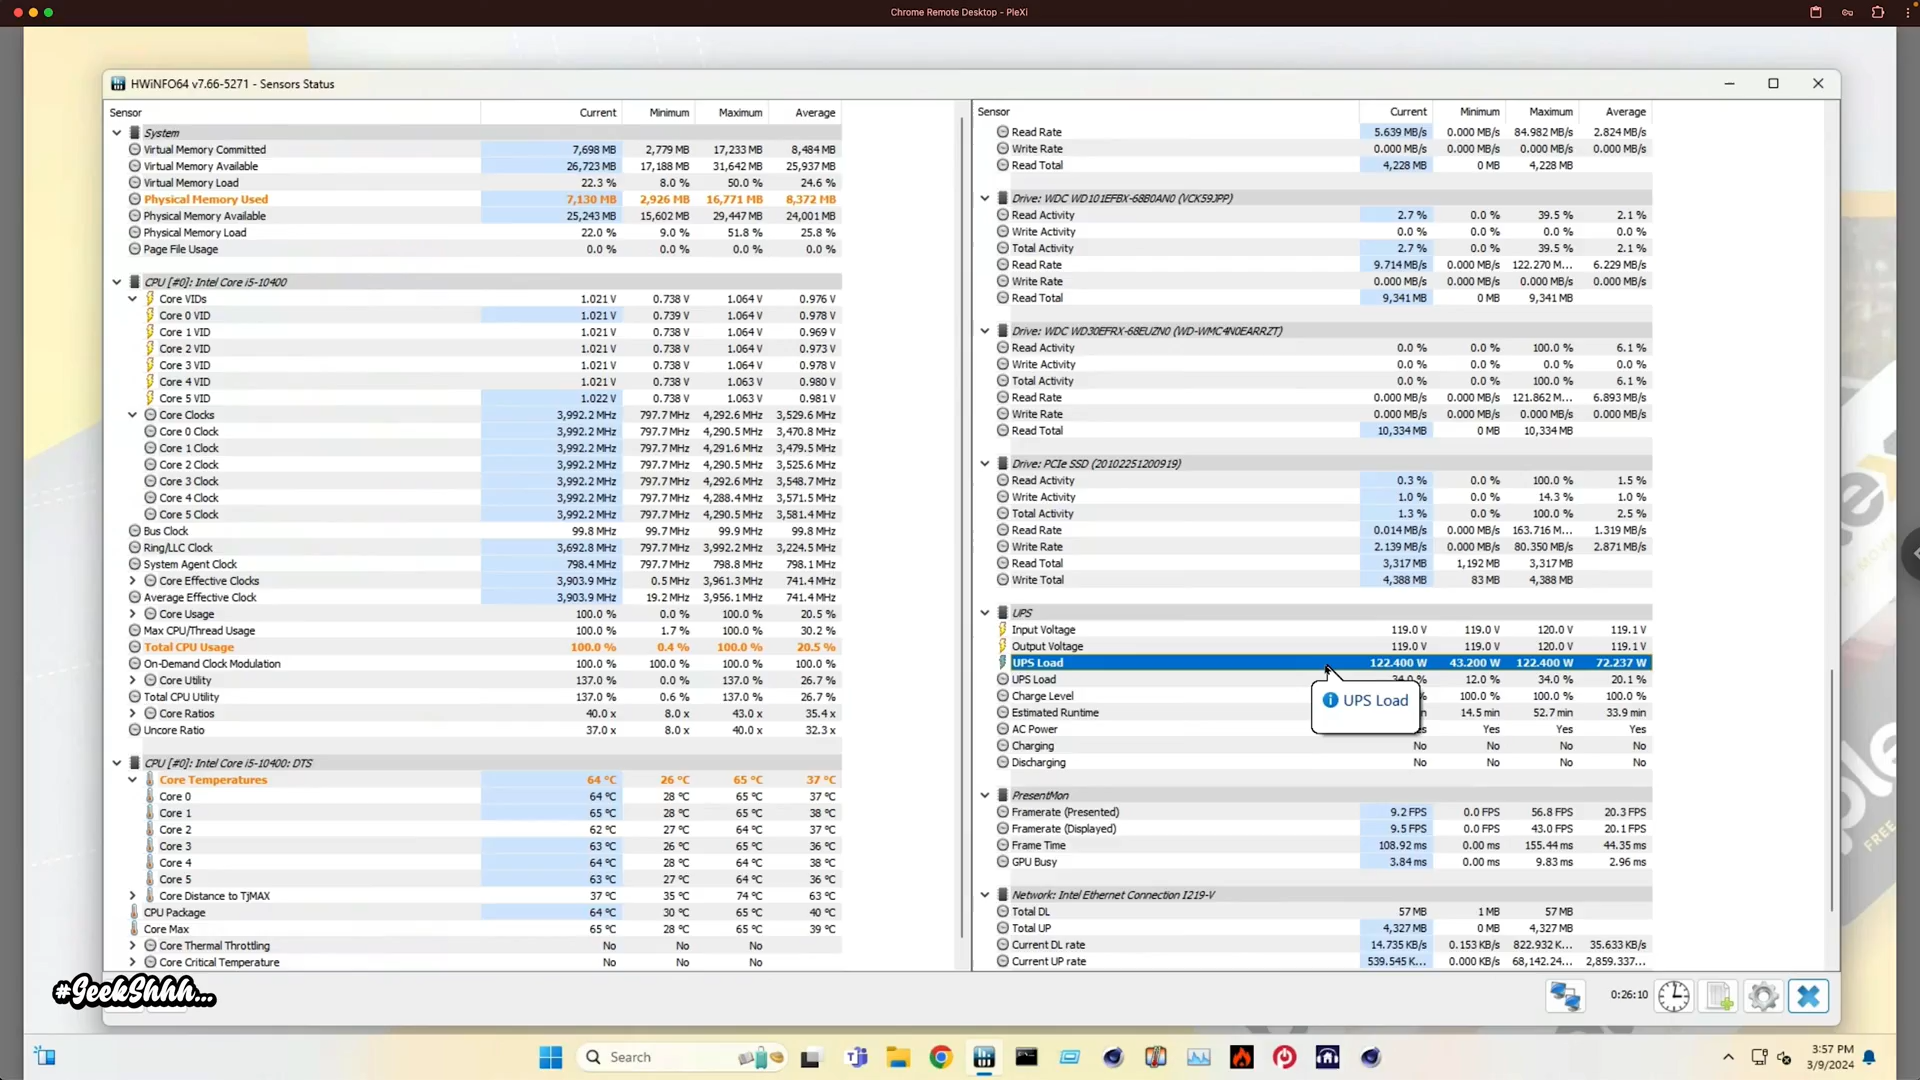 Chrome Remote Desktop - PleXi
HWiNFO64 v7.66-5271 - Sensors Status
Sensor Current Minimum Maximum Average
System
Virtual Memory Committed 7,698 MB 2,779 MB 17,233 MB 8,484 MB
Virtual Memory Available 26,723 MB 17,188 MB 31,642 MB 25,937 MB
Virtual Memory Load 22.3 % 8.0 % 50.0 % 24.6 %
Physical Memory Used 7,130 MB 2,926 MB 16,771 MB 8,372 MB
Physical Memory Available 25,243 MB 15,602 MB 29,447 MB 24,001 MB
Physical Memory Load 22.0 % 9.0 % 51.8 % 25.8 %
Page File Usage 0.0 % 0.0 % 0.0 % 0.0 %
CPU [#0]: Intel Core i5-10400
Core VIDs 1.021 V 0.738 V 1.064 V 0.976 V
Core 0 VID 1.021 V 0.739 V 1.064 V 0.978 V
Core 1 VID 1.021 V 0.738 V 1.064 V 0.969 V
Core 2 VID 1.021 V 0.738 V 1.064 V 0.973 V
Core 3 VID 1.021 V 0.738 V 1.064 V 0.978 V
Core 4 VID 1.021 V 0.738 V 1.063 V 0.980 V
Core 5 VID 1.022 V 0.738 V 1.063 V 0.981 V
Core Clocks 3,992.2 MHz 797.7 MHz 4,292.6 MHz 3,529.6 MHz
Core 0 Clock 3,992.2 MHz 797.7 MHz 4,290.5 MHz 3,470.8 MHz
Core 1 Clock 3,992.2 MHz 797.7 MHz 4,291.6 MHz 3,479.5 MHz
Core 2 Clock 3,992.2 MHz 797.7 MHz 4,290.5 MHz 3,525.6 MHz
Core 3 Clock 3,992.2 MHz 797.7 MHz 4,292.6 MHz 3,548.7 MHz
Core 4 Clock 3,992.2 MHz 797.7 MHz 4,288.4 MHz 3,571.5 MHz
Core 5 Clock 3,992.2 MHz 797.7 MHz 4,290.5 MHz 3,581.4 MHz
Bus Clock 99.8 MHz 99.7 MHz 99.9 MHz 99.8 MHz
Ring/LLC Clock 3,692.8 MHz 797.7 MHz 3,992.2 MHz 3,224.5 MHz
System Agent Clock 798.4 MHz 797.7 MHz 798.8 MHz 798.1 MHz
Core Effective Clocks 3,903.9 MHz 0.5 MHz 3,961.3 MHz 741.4 MHz
Average Effective Clock 3,903.9 MHz 19.2 MHz 3,956.1 MHz 741.4 MHz
Core Usage 100.0 % 0.0 % 100.0 % 20.5 %
Max CPU/Thread Usage 100.0 % 1.7 % 100.0 % 30.2 %
Total CPU Usage 100.0 % 0.4 % 100.0 % 20.5 %
On-Demand Clock Modulation 100.0 % 100.0 % 100.0 % 100.0 %
Core Utility 137.0 % 0.0 % 137.0 % 26.7 %
Total CPU Utility 137.0 % 0.6 % 137.0 % 26.7 %
Core Ratios 40.0 x 8.0 x 43.0 x 35.4 x
Uncore Ratio 37.0 x 8.0 x 40.0 x 32.3 x
CPU [#0]: Intel Core i5-10400: DTS
Core Temperatures 64 °C 26 °C 65 °C 37 °C
Core 0 64 °C 28 °C 65 °C 37 °C
Core 1 65 °C 28 °C 65 °C 38 °C
Core 2 62 °C 27 °C 64 °C 37 °C
Core 3 63 °C 26 °C 65 °C 36 °C
Core 4 64 °C 28 °C 64 °C 38 °C
Core 5 63 °C 27 °C 64 °C 36 °C
Core Distance to TjMAX 37 °C 35 °C 74 °C 63 °C
CPU Package 64 °C 30 °C 65 °C 40 °C
Core Max 65 °C 28 °C 65 °C 39 °C
Core Thermal Throttling No No No
Core Critical Temperature No No No
Sensor Current Minimum Maximum Average
Read Rate 5.639 MB/s 0.000 MB/s 84.982 MB/s 2.824 MB/s
Write Rate 0.000 MB/s 0.000 MB/s 0.000 MB/s 0.000 MB/s
Read Total 4,228 MB 0 MB 4,228 MB
Drive: WDC WD101EFBX-68B0AN0 (VCK59JPP)
Read Activity 2.7 % 0.0 % 39.5 % 2.1 %
Write Activity 0.0 % 0.0 % 0.0 % 0.0 %
Total Activity 2.7 % 0.0 % 39.5 % 2.1 %
Read Rate 9.714 MB/s 0.000 MB/s 122.270 M... 6.229 MB/s
Write Rate 0.000 MB/s 0.000 MB/s 0.000 MB/s 0.000 MB/s
Read Total 9,341 MB 0 MB 9,341 MB
Drive: WDC WD30EFRX-68EUZN0 (WD-WMC4N0EARRZT)
Read Activity 0.0 % 0.0 % 100.0 % 6.1 %
Write Activity 0.0 % 0.0 % 0.0 % 0.0 %
Total Activity 0.0 % 0.0 % 100.0 % 6.1 %
Read Rate 0.000 MB/s 0.000 MB/s 121.862 M... 6.893 MB/s
Write Rate 0.000 MB/s 0.000 MB/s 0.000 MB/s 0.000 MB/s
Read Total 10,334 MB 0 MB 10,334 MB
Drive: PCIe SSD (20102251200919)
Read Activity 0.3 % 0.0 % 100.0 % 1.5 %
Write Activity 1.0 % 0.0 % 14.3 % 1.0 %
Total Activity 1.3 % 0.0 % 100.0 % 2.5 %
Read Rate 0.014 MB/s 0.000 MB/s 163.716 M... 1.319 MB/s
Write Rate 2.139 MB/s 0.000 MB/s 80.350 MB/s 2.871 MB/s
Read Total 3,317 MB 1,192 MB 3,317 MB
Write Total 4,388 MB 83 MB 4,388 MB
UPS
Input Voltage 119.0 V 119.0 V 120.0 V 119.1 V
Output Voltage 119.0 V 119.0 V 120.0 V 119.1 V
UPS Load 122.400 W 43.200 W 122.400 W 72.237 W
UPS Load 34.0 % 12.0 % 34.0 % 20.1 %
Charge Level 100.0 % 100.0 % 100.0 %
Estimated Runtime 14.5 min 52.7 min 33.9 min
AC Power Yes Yes Yes
Charging No No No No
Discharging No No No No
UPS Load
PresentMon
Framerate (Presented) 9.2 FPS 0.0 FPS 56.8 FPS 20.3 FPS
Framerate (Displayed) 9.5 FPS 0.0 FPS 43.0 FPS 20.1 FPS
Frame Time 108.92 ms 0.00 ms 155.44 ms 44.35 ms
GPU Busy 3.84 ms 0.00 ms 9.83 ms 2.96 ms
Network: Intel Ethernet Connection I219-V
Total DL 57 MB 1 MB 57 MB
Total UP 4,327 MB 0 MB 4,327 MB
Current DL rate 14.735 KB/s 0.153 KB/s 822.932 K... 35.633 KB/s
Current UP rate 539.545 K... 0.000 KB/s 68,142.24... 2,859.337...
0:26:10
#GeekShhh...
Search
3:57 PM
3/9/2024